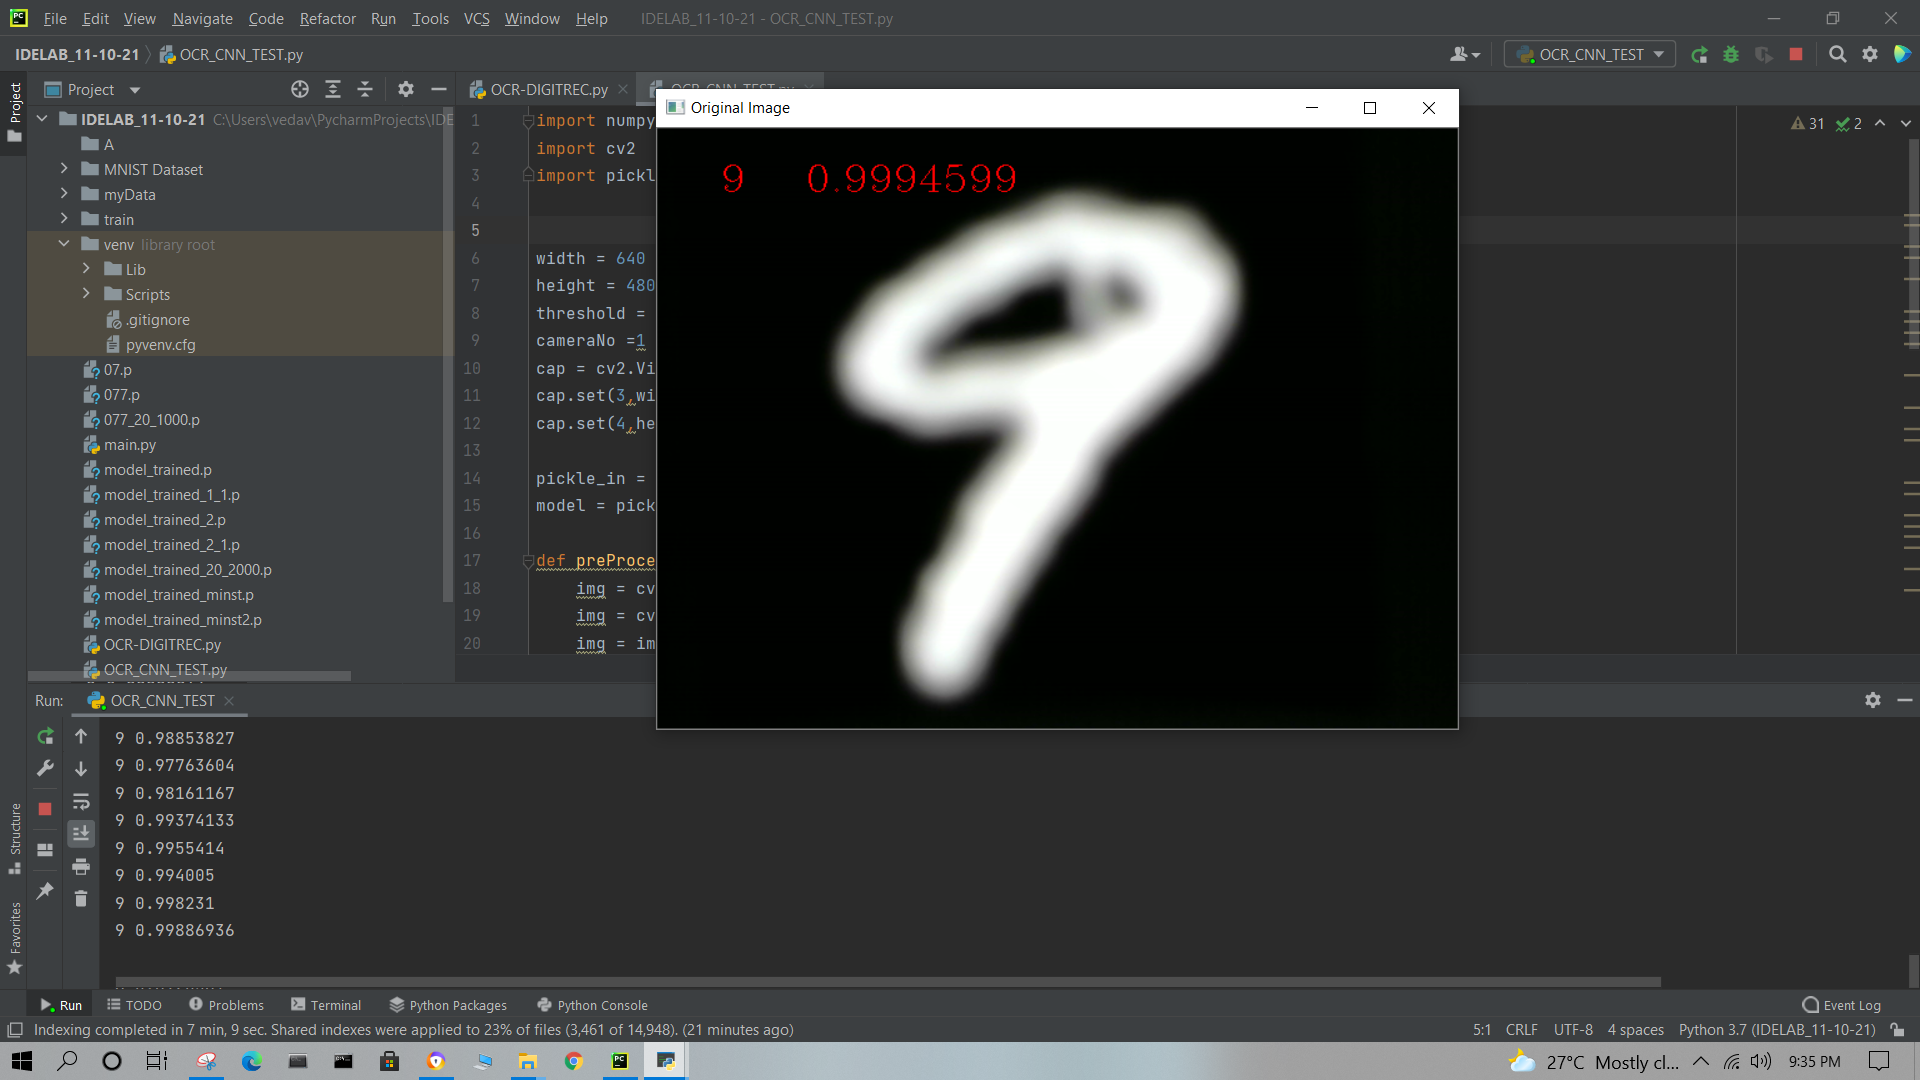 File Edit View Navigate Code Refactor Run Tools VCS Window Help IDELAB_11-10-21 - OCR_CNN_TEST.py
IDELAB_11-10-21 OCR_CNN_TEST.py
OCR_CNN_TEST
Project
Project
IDELAB_11-10-21 C:\Users\vedav\PycharmProjects\IDE
A
MNIST Dataset
myData
train
venv library root
Lib
Scripts
.gitignore
pyvenv.cfg
07.p
077.p
077_20_1000.p
main.py
model_trained.p
model_trained_1_1.p
model_trained_2.p
model_trained_2_1.p
model_trained_20_2000.p
model_trained_minst.p
model_trained_minst2.p
OCR-DIGITREC.py
OCR_CNN_TEST.py
OCR-DIGITREC.py
OCR_CNN_TEST.py
31 2
1 import numpy
2 import cv2
3 import pickl
4
5
6 width = 640
7 height = 480
8 threshold =
9 cameraNo =1
10 cap = cv2.Vi
11 cap.set(3,wi
12 cap.set(4,he
13
14 pickle_in =
15 model = pick
16
17 def preProce
18 img = cv
19 img = cv
20 img = im
Original Image
9 0.9994599
9
Run: OCR_CNN_TEST
9 0.98853827
9 0.97763604
9 0.98161167
9 0.99374133
9 0.9955414
9 0.994005
9 0.998231
9 0.99886936
Structure
Favorites
Run TODO Problems Terminal Python Packages Python Console Event Log
Indexing completed in 7 min, 9 sec. Shared indexes were applied to 23% of files (3,461 of 14,948). (21 minutes ago) 5:1 CRLF UTF-8 4 spaces Python 3.7 (IDELAB_11-10-21)
27°C Mostly cl... 9:35 PM